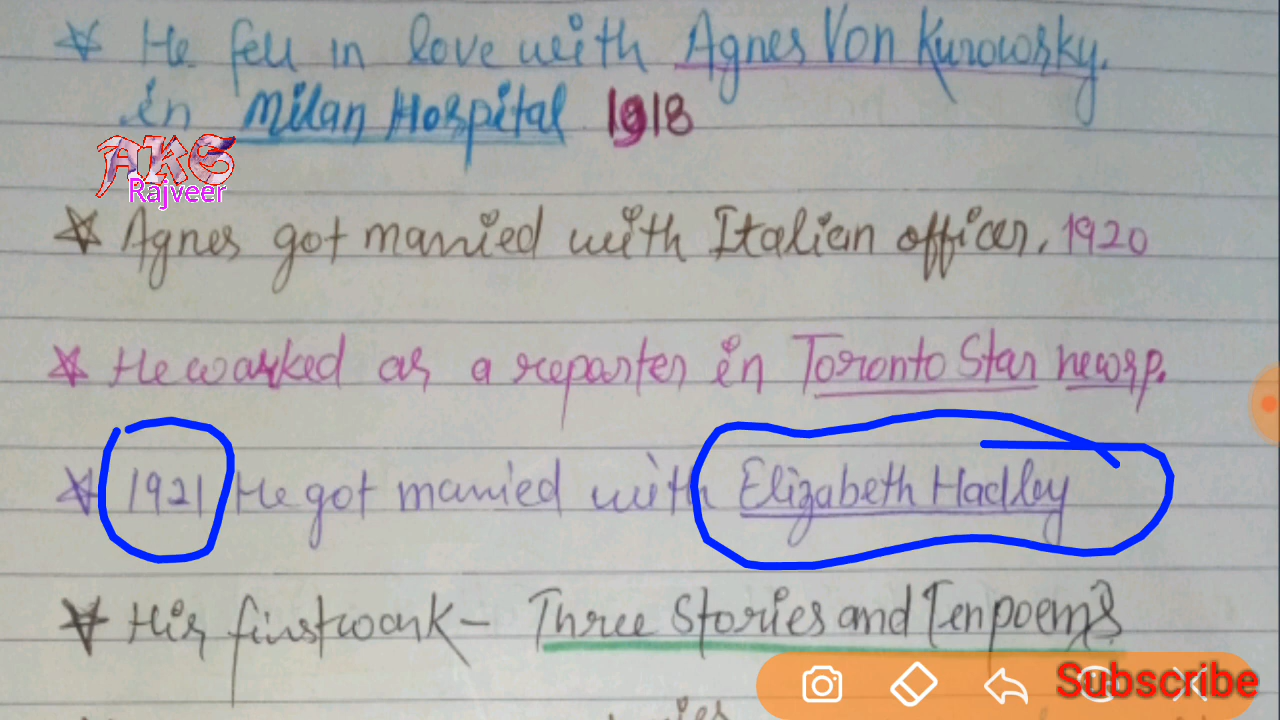 He fell in love with Agnes Von Kurowsky.
in Milan Hospital 1918
AKS
Rajveer
Agnes got married with Italian officer. 1920
He worked as a reporter in Toronto Star newsp.
1921 He got married with Elizabeth Hadley
His first work - Three Stories and Ten poems
Subscribe